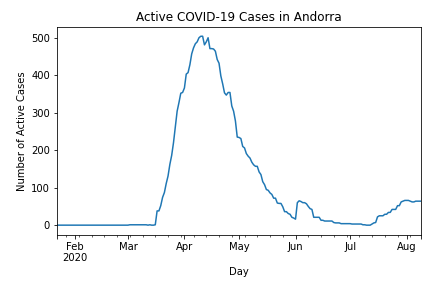 Active COVID-19 Cases in Andorra
Number of Active Cases
500
400
300
200
100
0
Feb Mar Apr May Jun Jul Aug
2020
Day